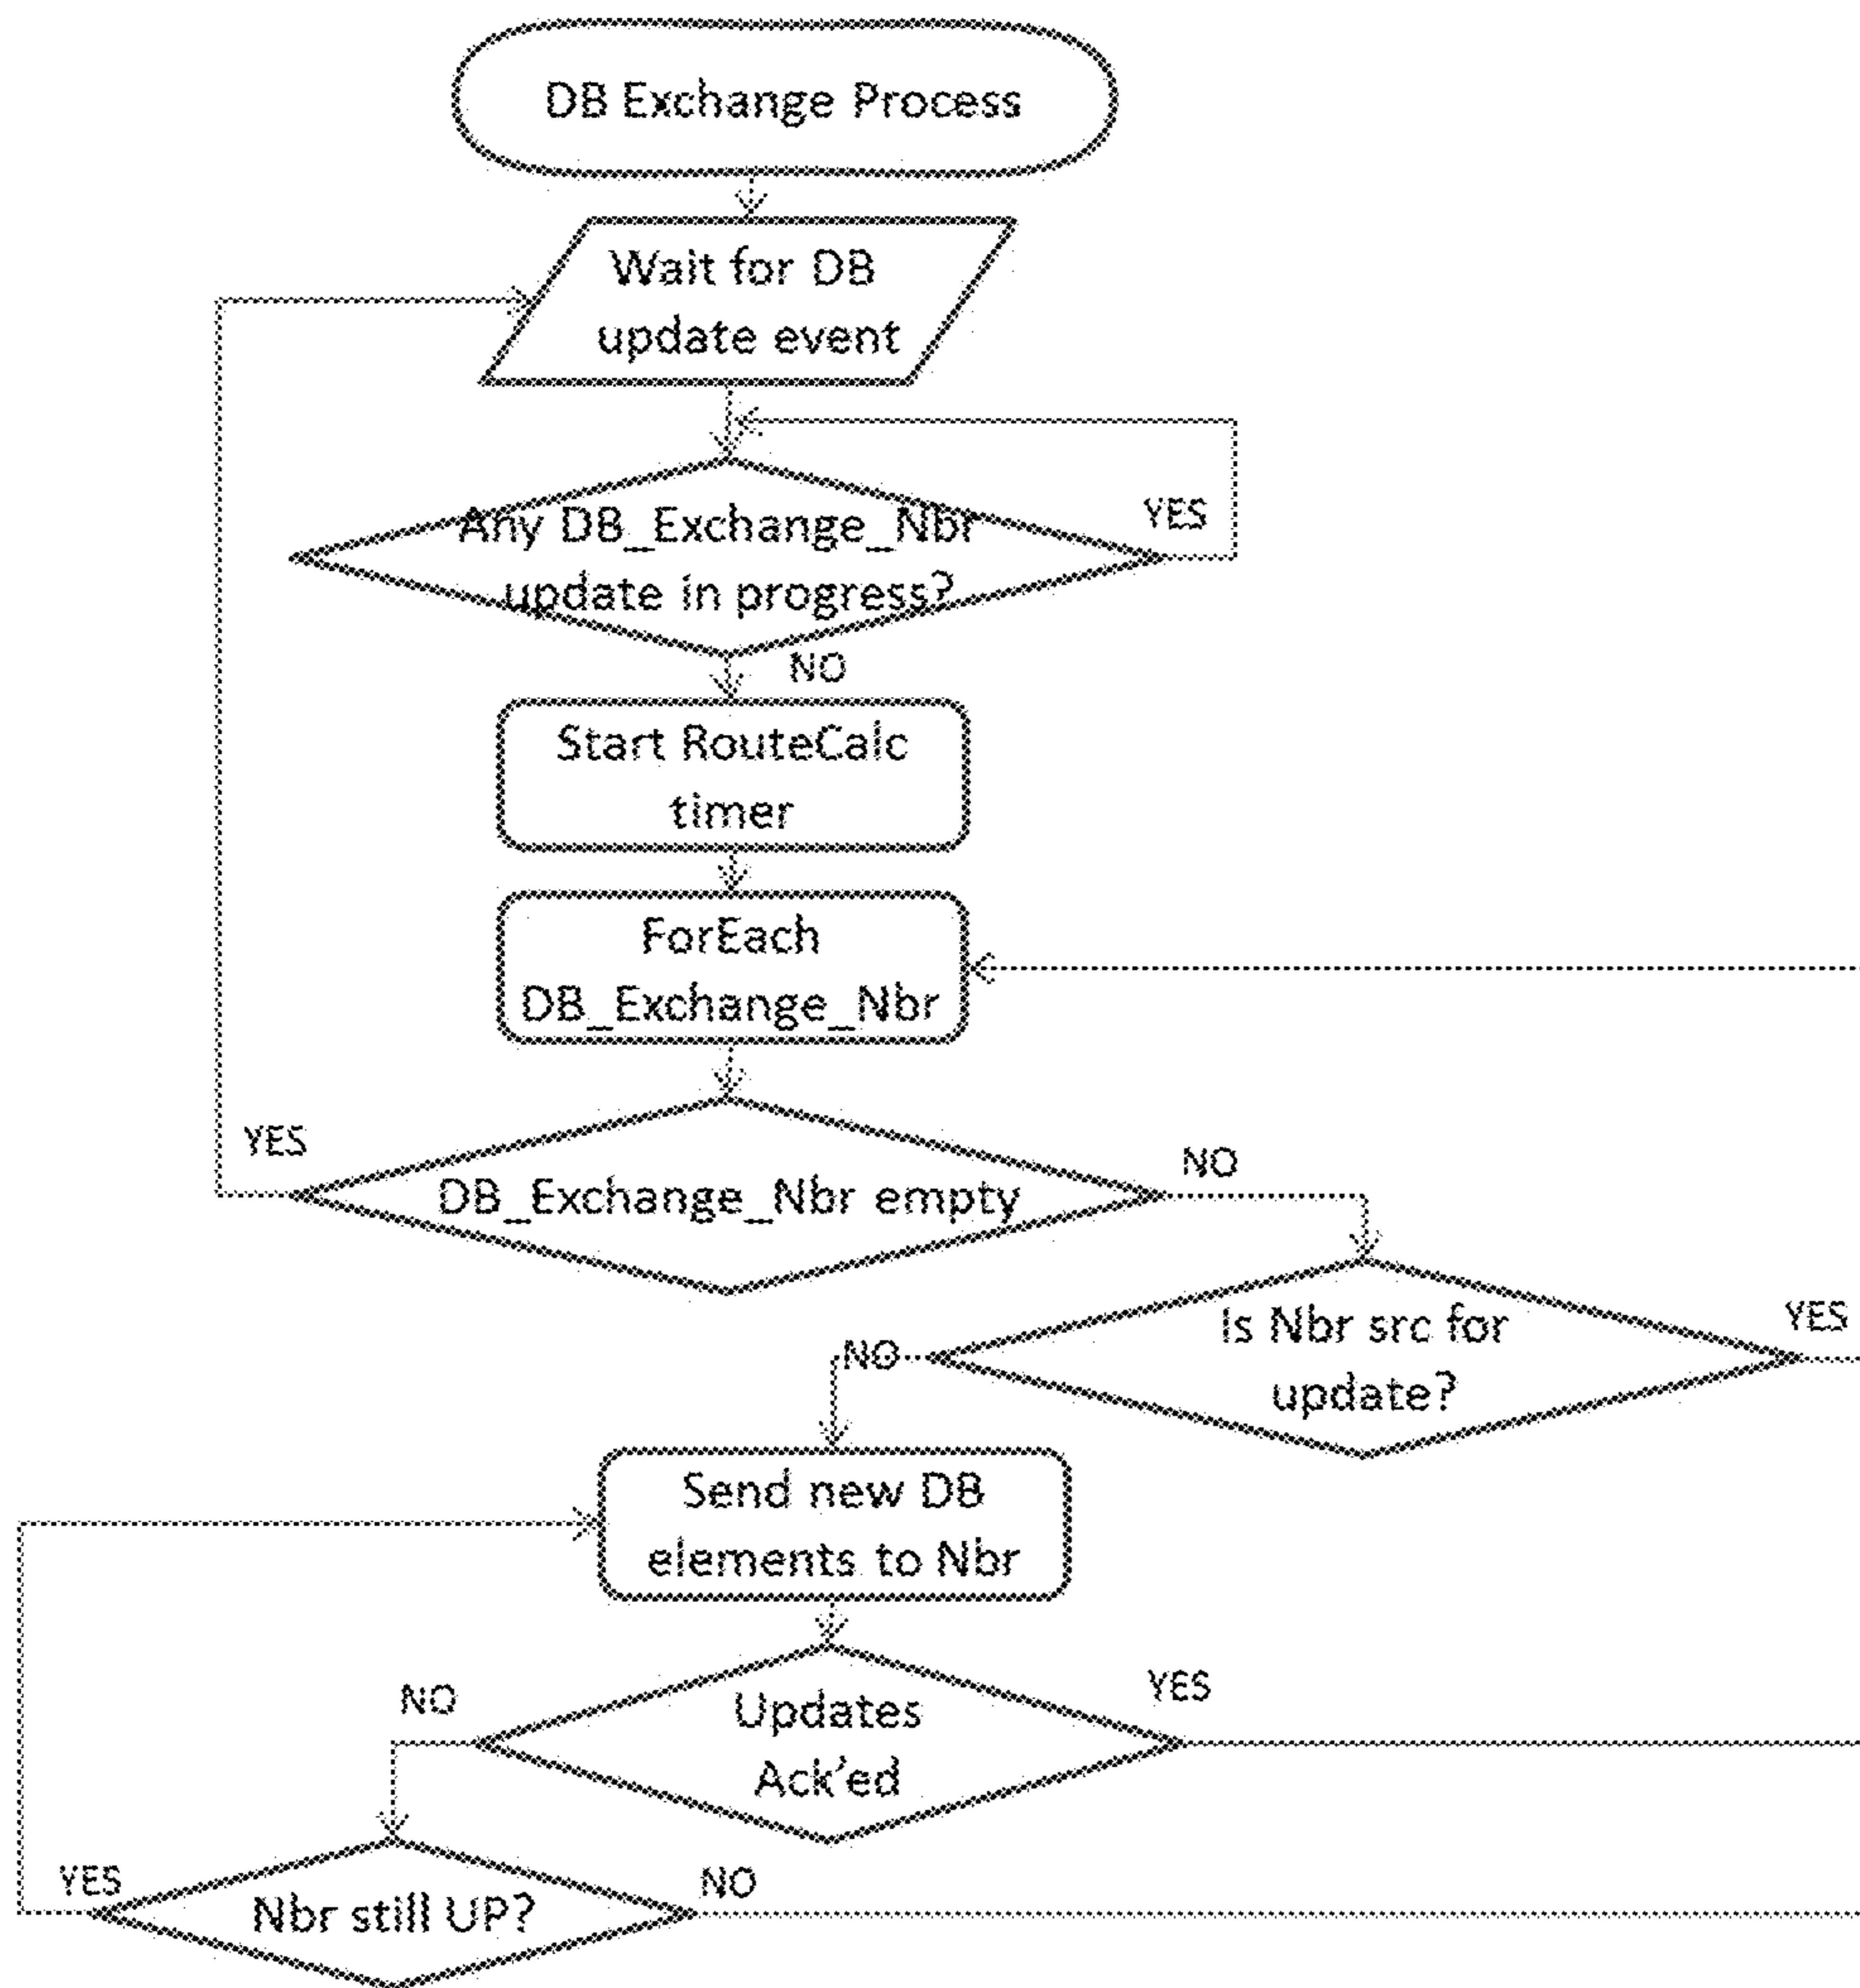 DB Exchange Process
Wait for DB
update event
Any DB_Exchange_Nbr
update in progress?
YES
NO
Start RouteCalc
timer
ForEach
DB_Exchange_Nbr
YES
DB_Exchange_Nbr empty
NO
Is Nbr src for
update?
YES
NO
Send new DB
elements to Nbr
NO
Updates
Ack'ed
YES
YES
Nbr still UP?
NO